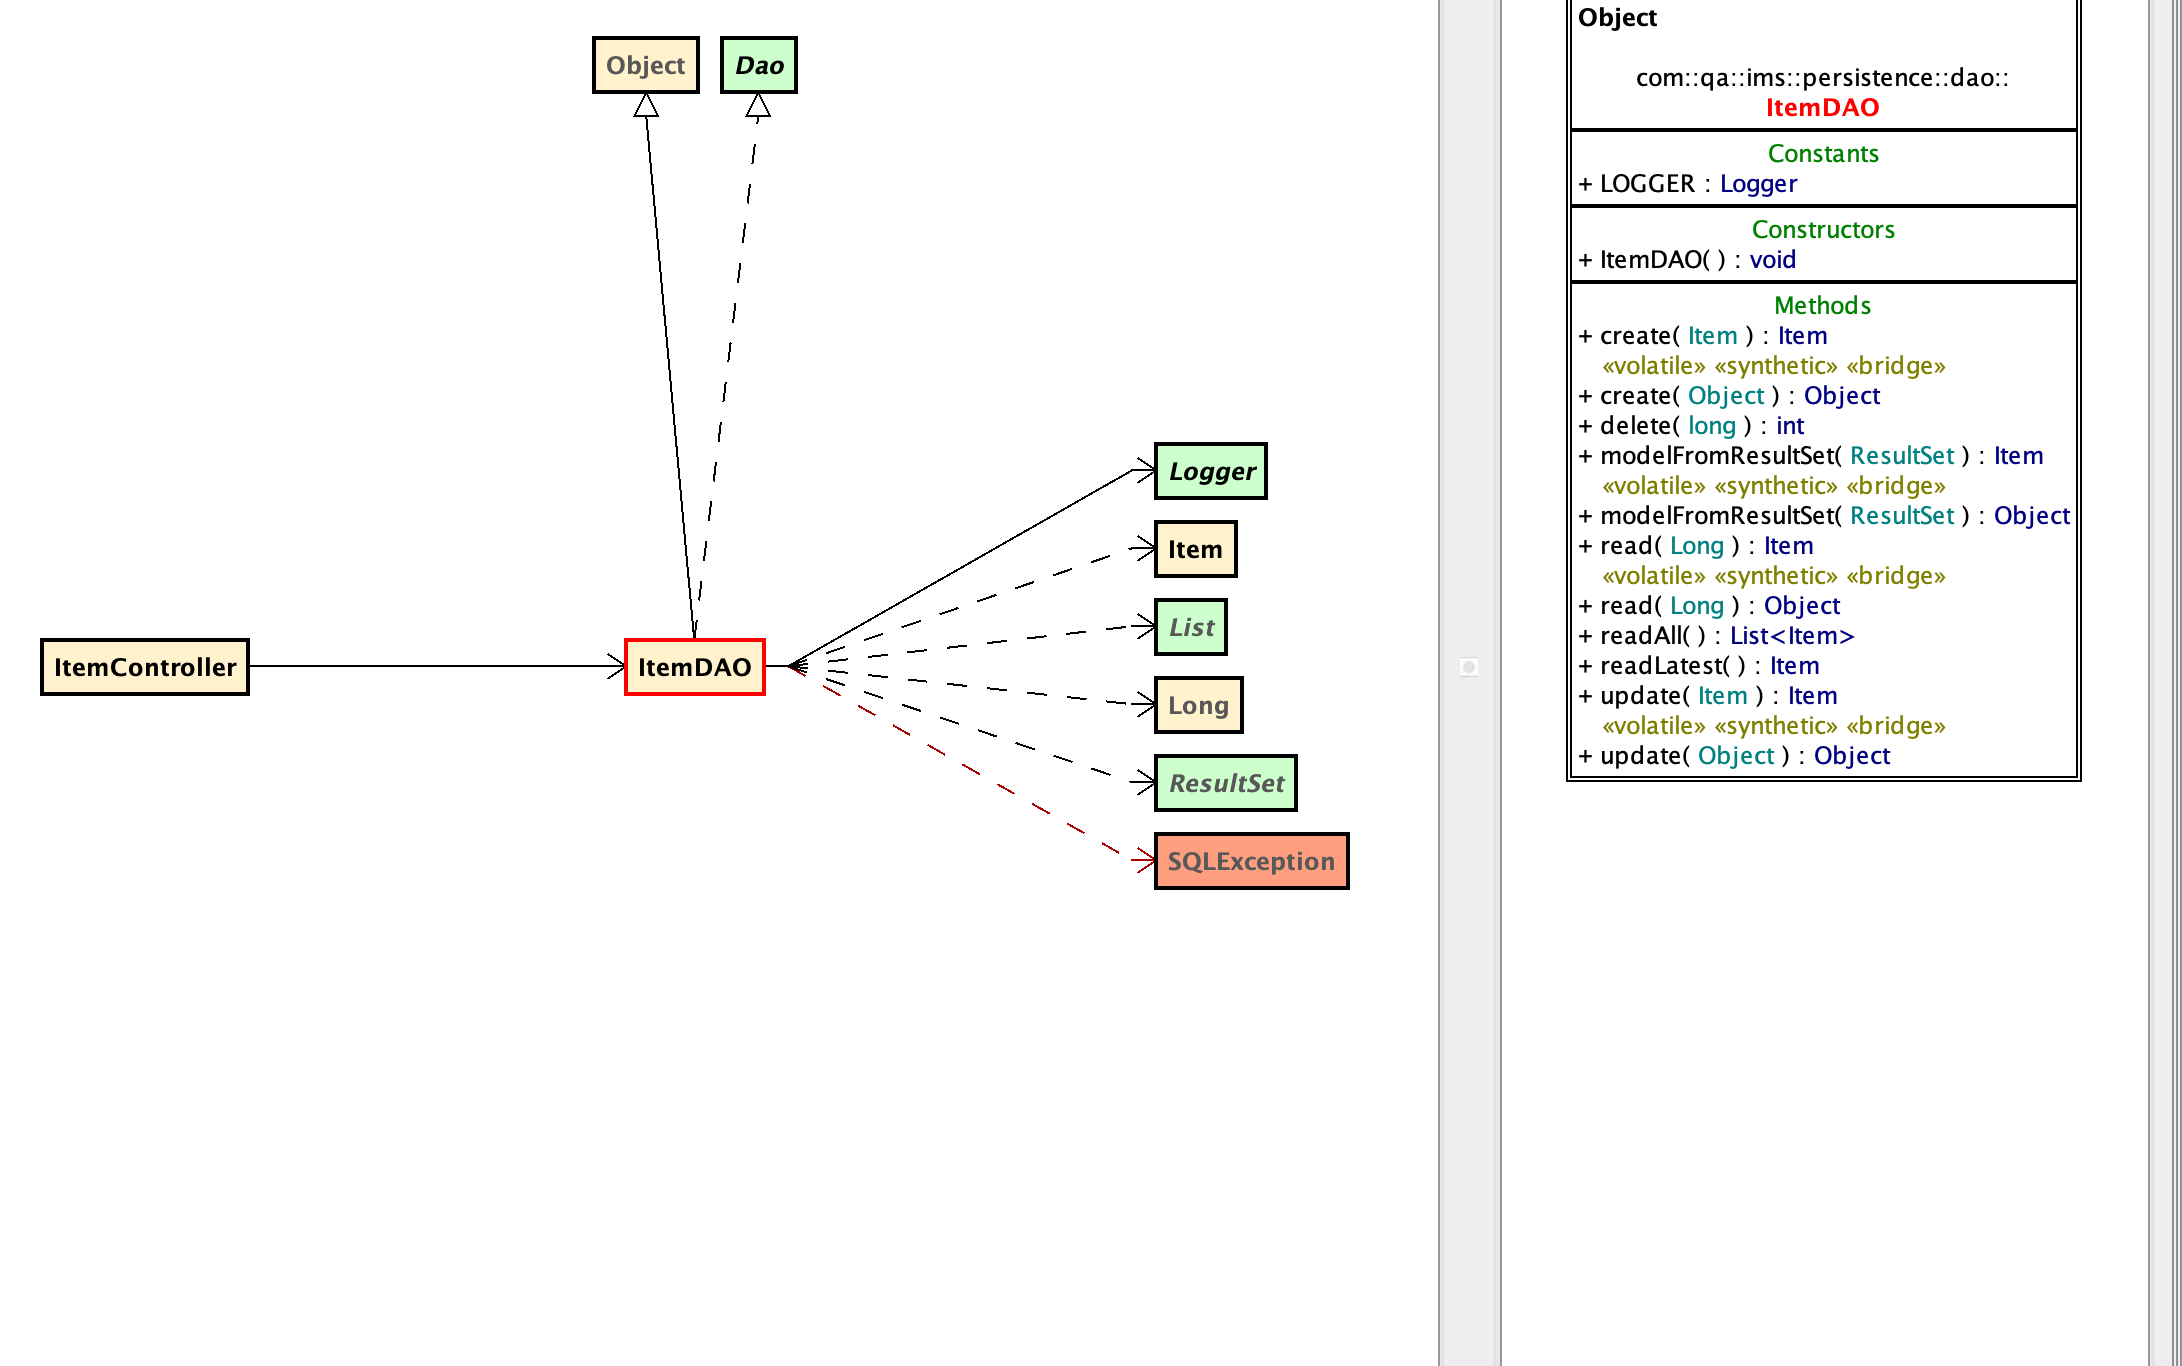 Object
Dao
Logger
Item
List
ItemController
ItemDAO
Long
ResultSet
SQLException
Object
com::qa::ims::persistence::dao::
ItemDAO
Constants
+ LOGGER : Logger
Constructors
+ ItemDAO( ) : void
Methods
+ create( Item ) : Item
«volatile» «synthetic» «bridge»
+ create( Object ) : Object
+ delete( long ) : int
+ modelFromResultSet( ResultSet ) : Item
«volatile» «synthetic» «bridge»
+ modelFromResultSet( ResultSet ) : Object
+ read( Long ) : Item
«volatile» «synthetic» «bridge»
+ read( Long ) : Object
+ readAll( ) : List<Item>
+ readLatest( ) : Item
+ update( Item ) : Item
«volatile» «synthetic» «bridge»
+ update( Object ) : Object